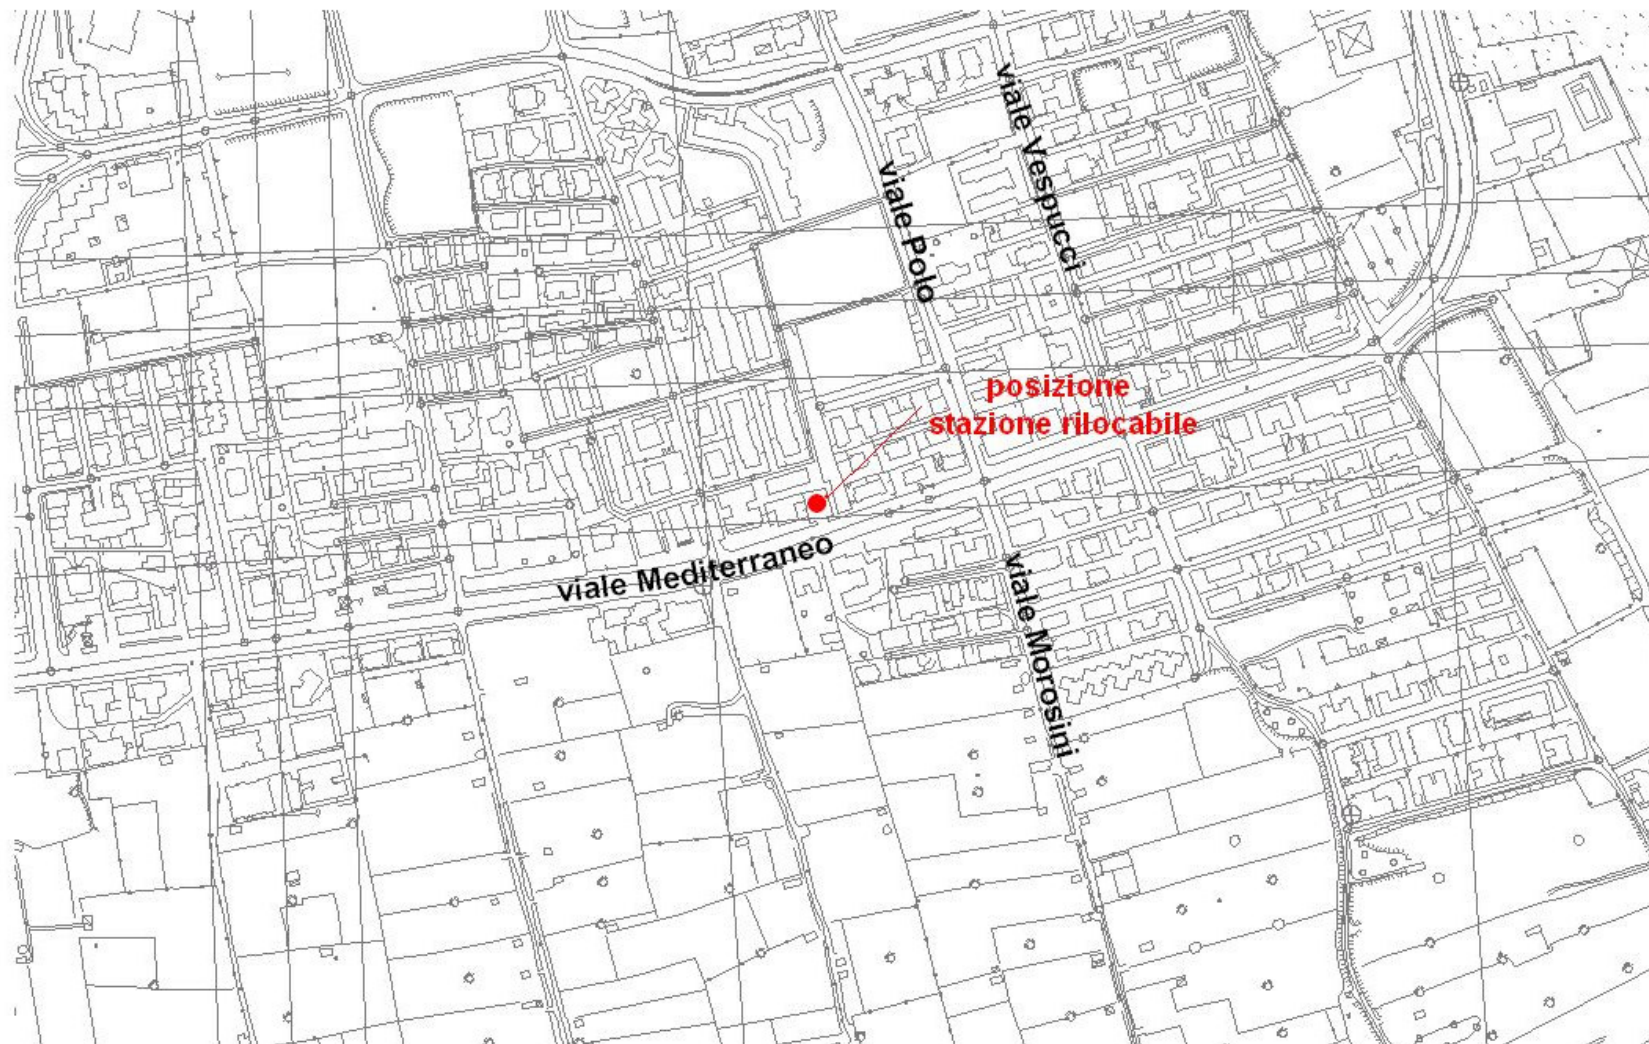 viale Vespucci
viale Polo
posizione
stazione rilocabile
viale Mediterraneo
viale Morosini